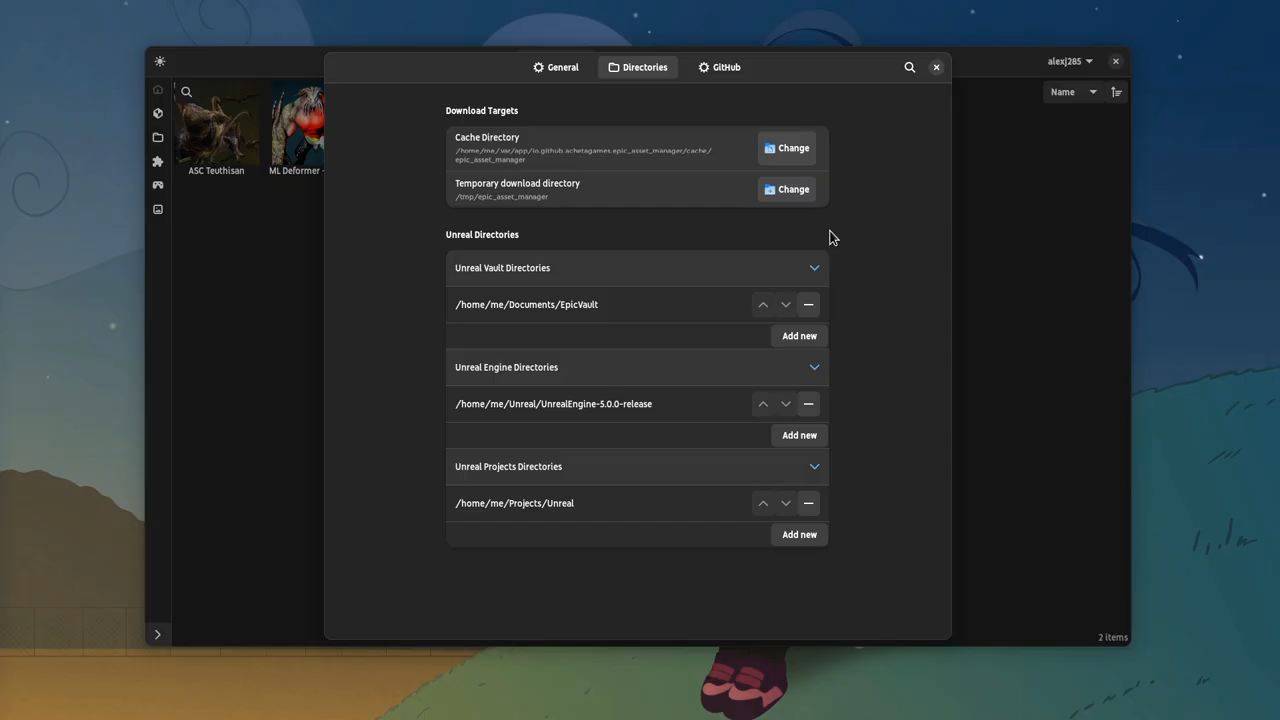 General
Directories
GitHub
alexj285
Name
ASC Teuthisan
ML Deformer
Download Targets
Cache Directory
/home/me/.var/app/io.github.achetagames.epic_asset_manager/cache/
epic_asset_manager
Change
Temporary download directory
/tmp/epic_asset_manager
Change
Unreal Directories
Unreal Vault Directories
/home/me/Documents/EpicVault
Add new
Unreal Engine Directories
/home/me/Unreal/UnrealEngine-5.0.0-release
Add new
Unreal Projects Directories
/home/me/Projects/Unreal
Add new
2 items